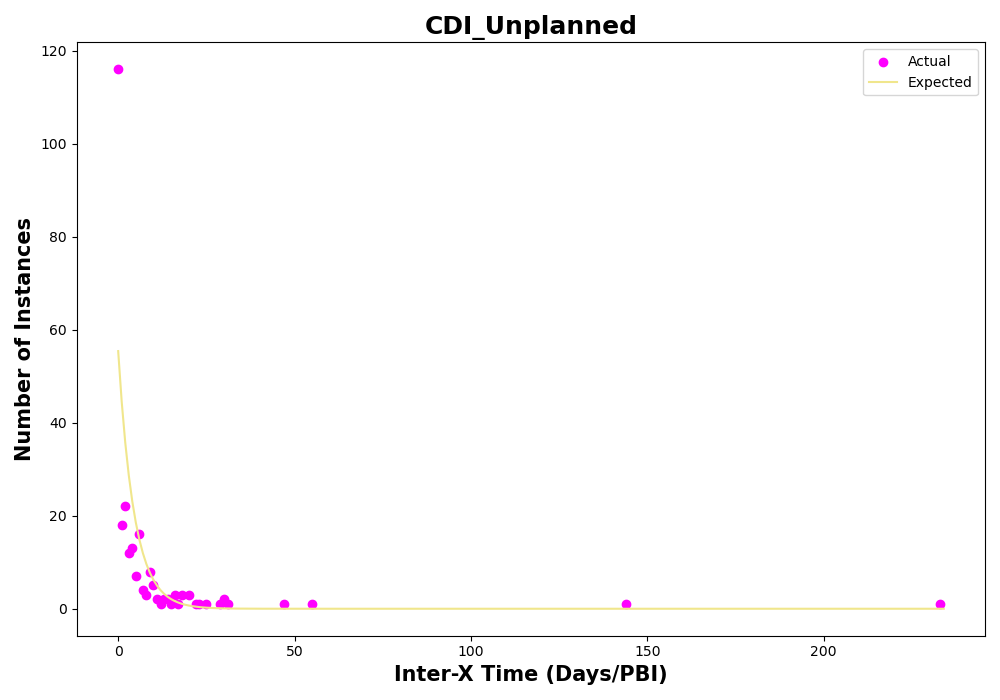 CDI_Unplanned
Actual
Expected
Number of Instances
120
100
80
60
40
20
0
0
50
100
150
200
Inter-X Time (Days/PBI)